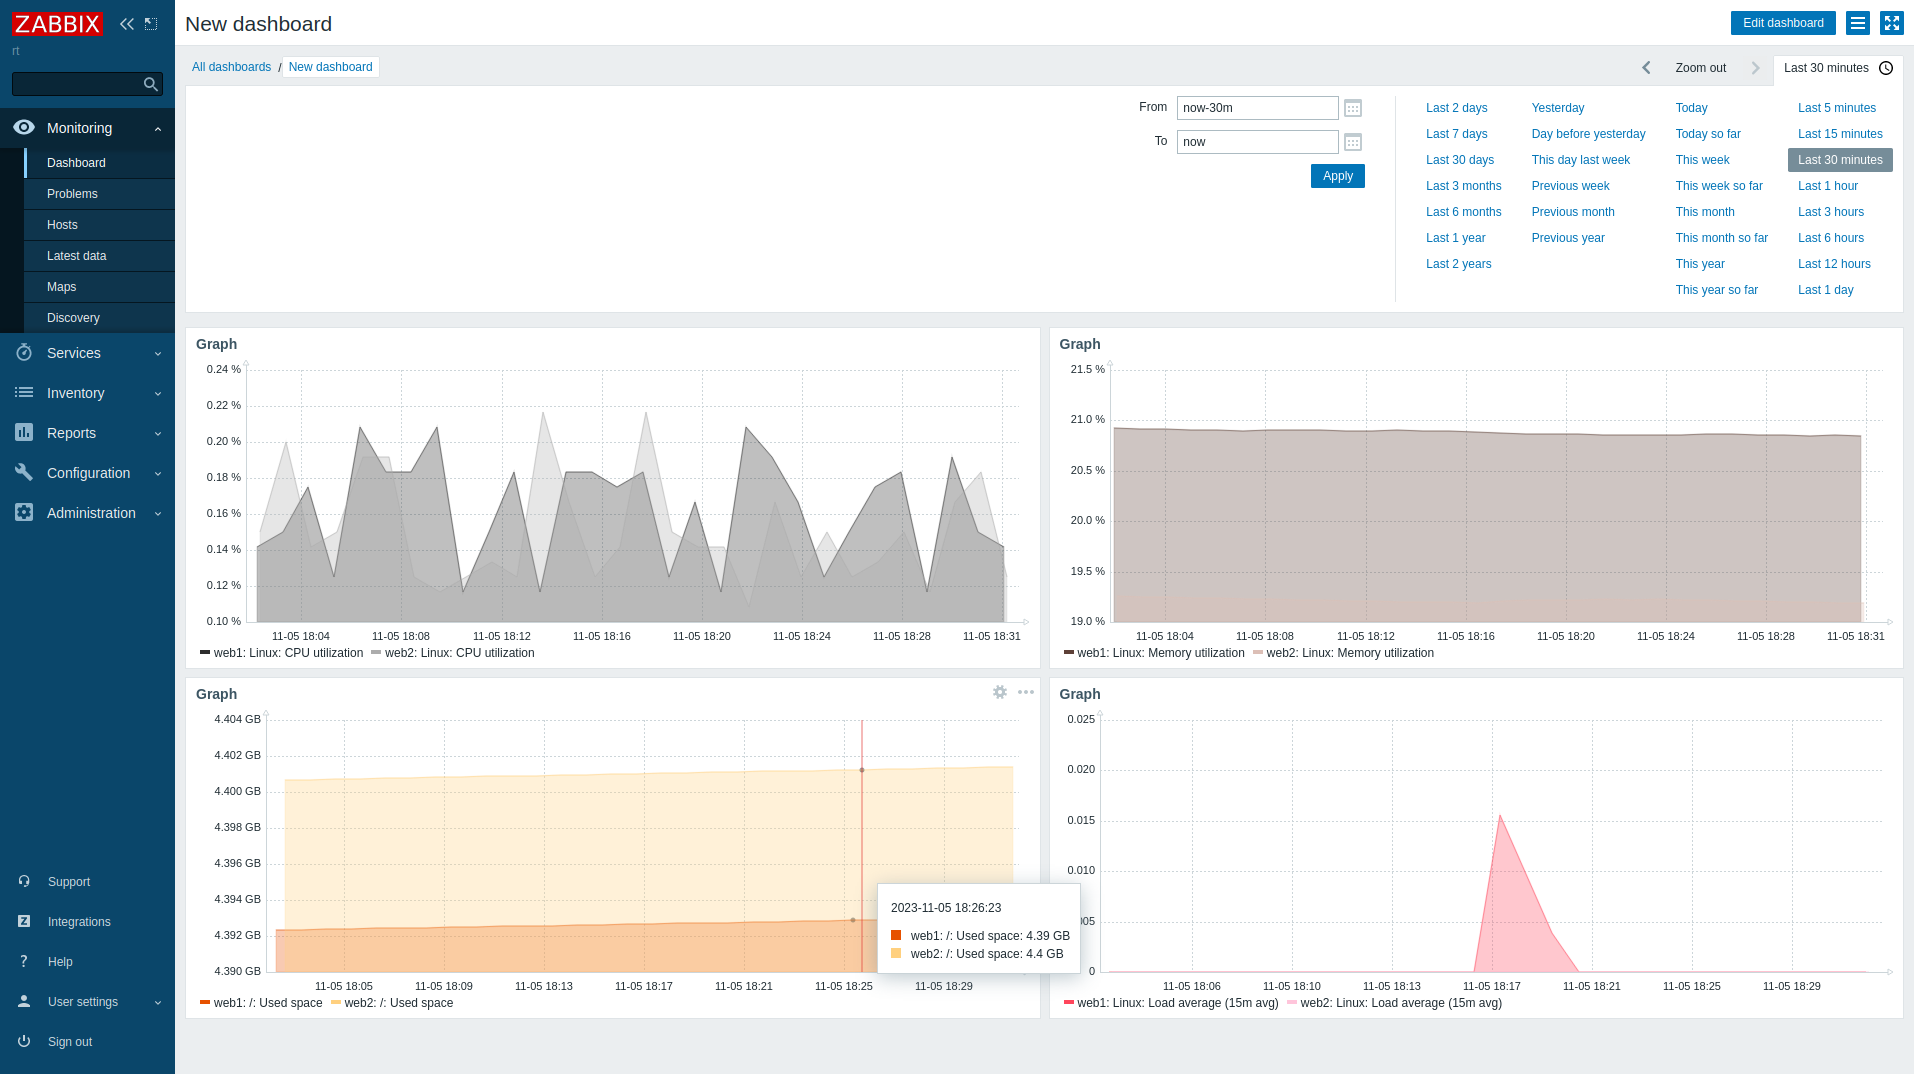 ZABBIX
rt
Monitoring
Dashboard
Problems
Hosts
Latest data
Maps
Discovery
Services
Inventory
Reports
Configuration
Administration
Support
Integrations
Help
User settings
Sign out
New dashboard
Edit dashboard
All dashboards / New dashboard
Zoom out
Last 30 minutes
From now-30m
To now
Apply
Last 2 days Yesterday Today Last 5 minutes
Last 7 days Day before yesterday Today so far Last 15 minutes
Last 30 days This day last week This week Last 30 minutes
Last 3 months Previous week This week so far Last 1 hour
Last 6 months Previous month This month Last 3 hours
Last 1 year Previous year This month so far Last 6 hours
Last 2 years This year Last 12 hours
This year so far Last 1 day
Graph
0.24 %
0.22 %
0.20 %
0.18 %
0.16 %
0.14 %
0.12 %
0.10 %
11-05 18:04 11-05 18:08 11-05 18:12 11-05 18:16 11-05 18:20 11-05 18:24 11-05 18:28 11-05 18:31
web1: Linux: CPU utilization web2: Linux: CPU utilization
Graph
21.5 %
21.0 %
20.5 %
20.0 %
19.5 %
19.0 %
11-05 18:04 11-05 18:08 11-05 18:12 11-05 18:16 11-05 18:20 11-05 18:24 11-05 18:28 11-05 18:31
web1: Linux: Memory utilization web2: Linux: Memory utilization
Graph
4.404 GB
4.402 GB
4.400 GB
4.398 GB
4.396 GB
4.394 GB
4.392 GB
4.390 GB
11-05 18:05 11-05 18:09 11-05 18:13 11-05 18:17 11-05 18:21 11-05 18:25 11-05 18:29
web1: /: Used space web2: /: Used space
2023-11-05 18:26:23
web1: /: Used space: 4.39 GB
web2: /: Used space: 4.4 GB
Graph
0.025
0.020
0.015
0.010
005
0
11-05 18:06 11-05 18:10 11-05 18:13 11-05 18:17 11-05 18:21 11-05 18:25 11-05 18:29
web1: Linux: Load average (15m avg) web2: Linux: Load average (15m avg)